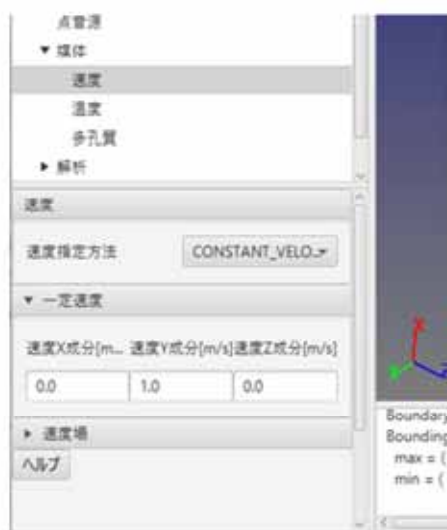 点音源
▼ 媒体
速度
温度
多孔質
▶ 解析
速度
速度指定方法 CONSTANT_VELO...
▼ 一定速度
速度X成分[m... 速度Y成分[m/s] 速度Z成分[m/s]
0.0 1.0 0.0
▶ 速度場
ヘルプ
X
Z
Boundary
Bounding
max = (
min = (